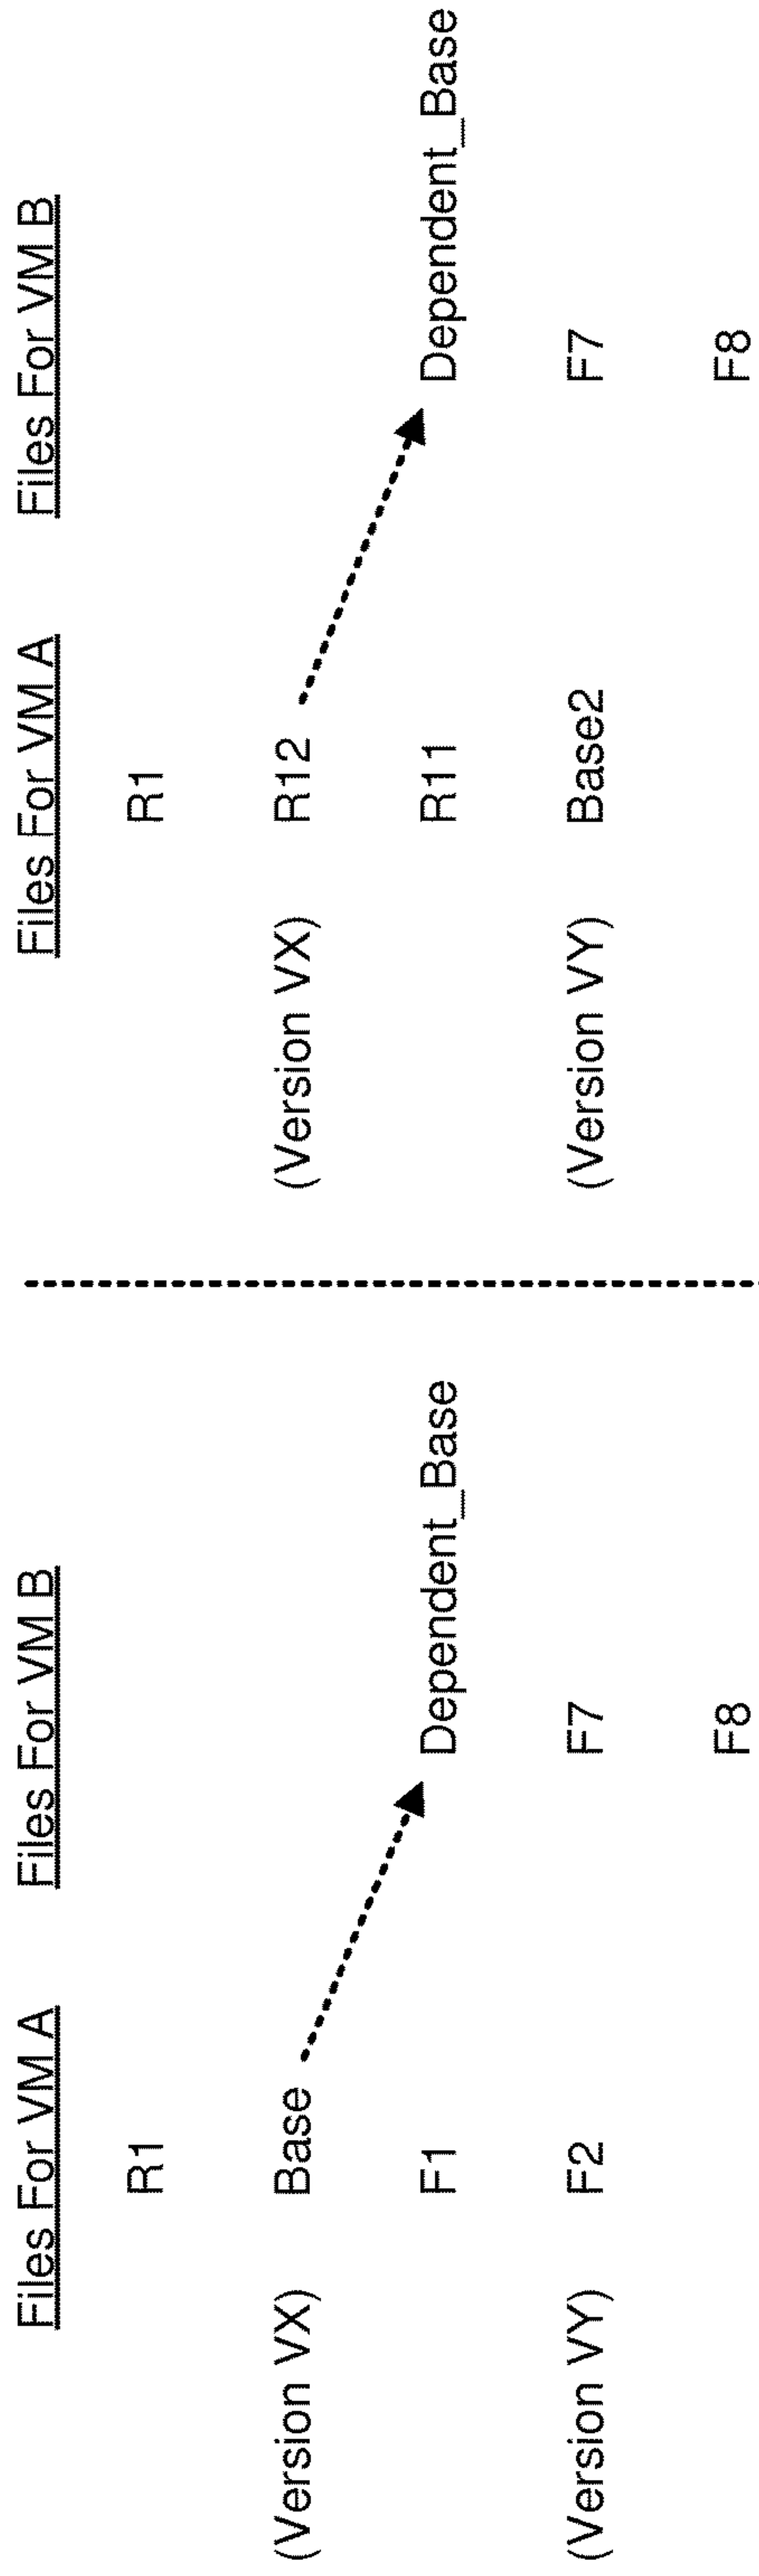 Files For VM A Files For VM B
R1
(Version VX) Base
F1 Dependent_Base
(Version VY) F2 F7
F8
Files For VM A Files For VM B
R1
(Version VX) R12
R11 Dependent_Base
(Version VY) Base2 F7
F8